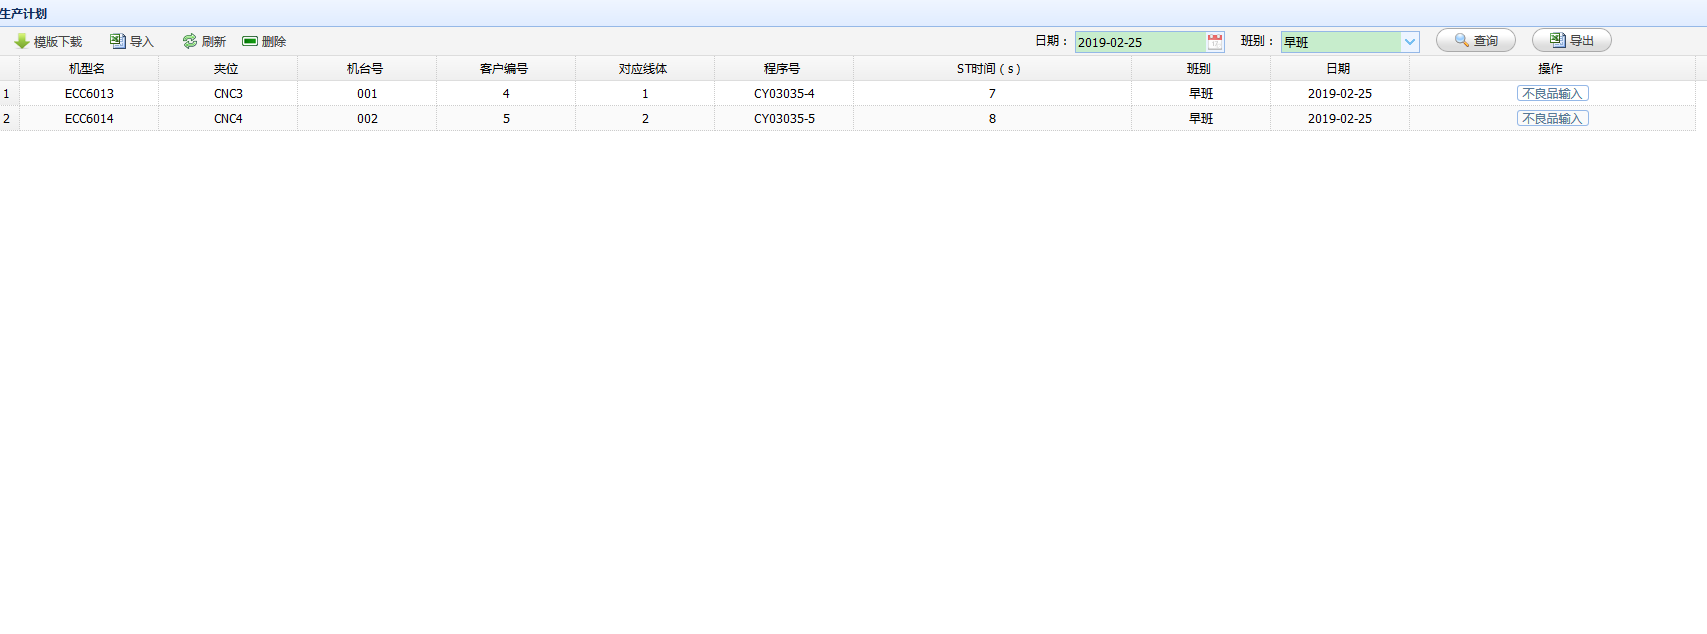 生产计划
模版下载 导入 刷新 删除 日期： 2019-02-25 班别： 早班 查询 导出
机型名 夹位 机台号 客户编号 对应线体 程序号 ST时间（s） 班别 日期 操作
1 ECC6013 CNC3 001 4 1 CY03035-4 7 早班 2019-02-25 不良品输入
2 ECC6014 CNC4 002 5 2 CY03035-5 8 早班 2019-02-25 不良品输入